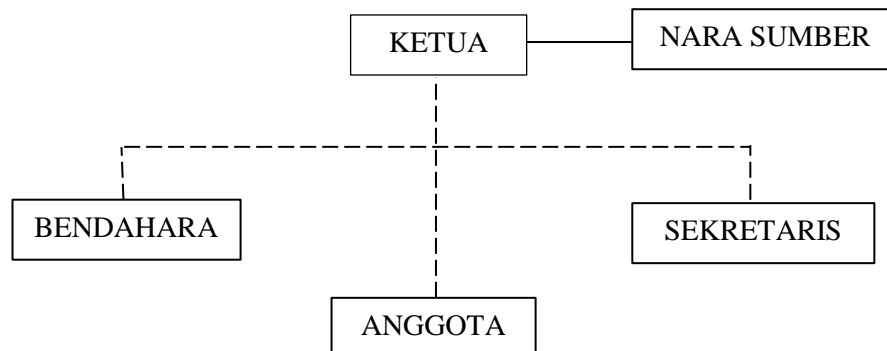 KETUA
NARA SUMBER
BENDAHARA
SEKRETARIS
ANGGOTA